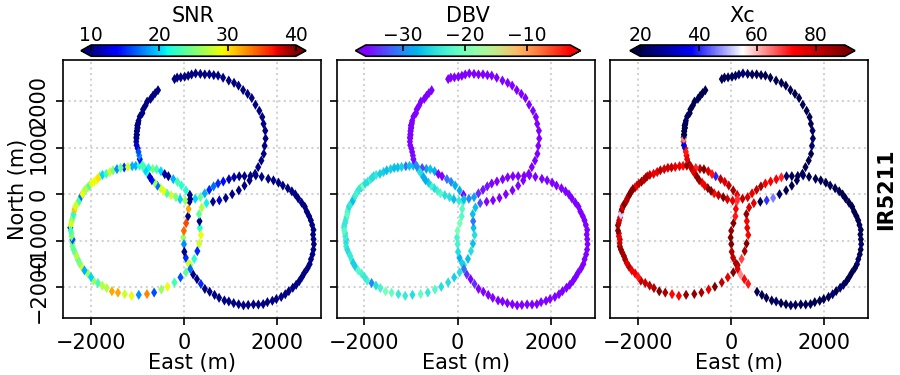 SNR DBV Xc
10 20 30 40 −30 −20 −10 20 40 60 80
2000
1000
0
−1000
−2000
North (m)
−2000 0 2000 −2000 0 2000 −2000 0 2000
East (m) East (m) East (m)
IR5211